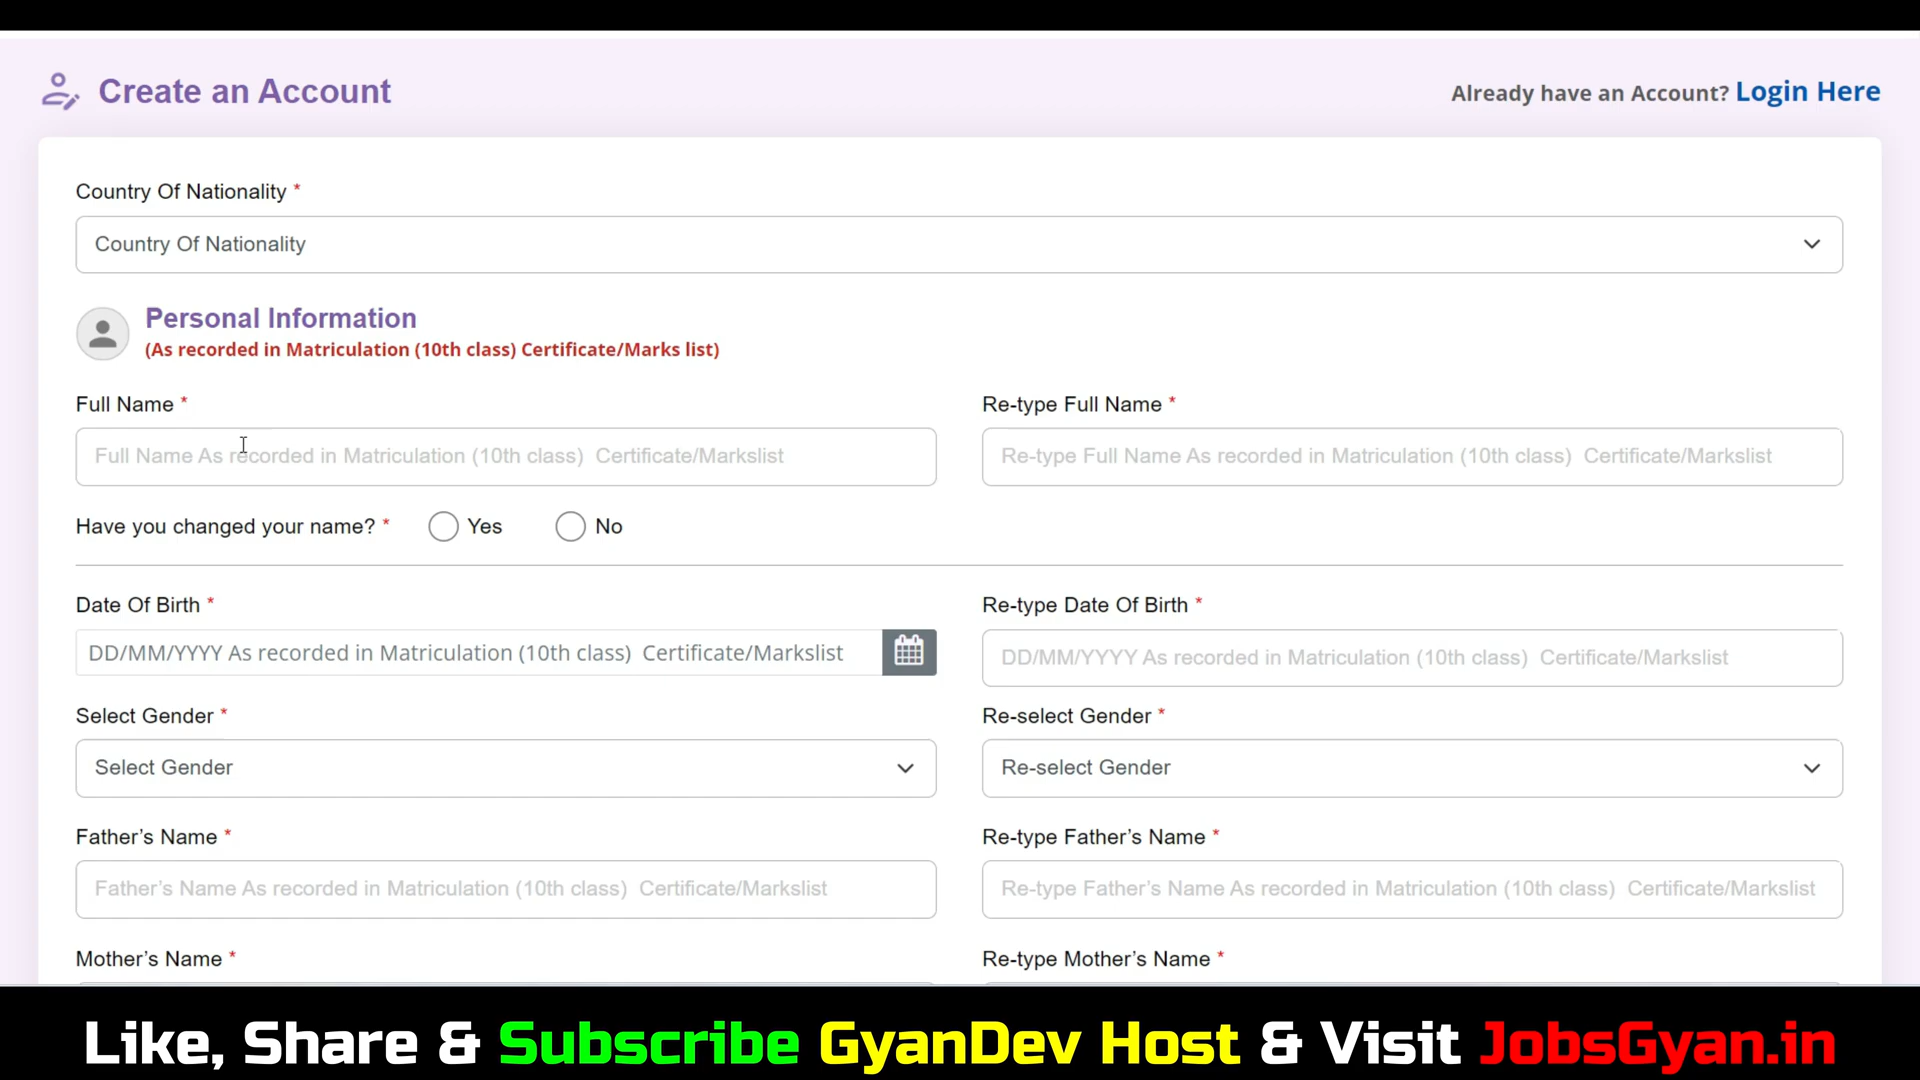 Create an Account
Already have an Account? Login Here
Country Of Nationality *
Country Of Nationality
Personal Information
(As recorded in Matriculation (10th class) Certificate/Marks list)
Full Name *
Re-type Full Name *
Full Name As recorded in Matriculation (10th class)  Certificate/Markslist
Re-type Full Name As recorded in Matriculation (10th class)  Certificate/Markslist
Have you changed your name? * Yes No
Date Of Birth *
Re-type Date Of Birth *
DD/MM/YYYY As recorded in Matriculation (10th class)  Certificate/Markslist
DD/MM/YYYY As recorded in Matriculation (10th class)  Certificate/Markslist
Select Gender *
Re-select Gender *
Select Gender
Re-select Gender
Father’s Name *
Re-type Father’s Name *
Father’s Name As recorded in Matriculation (10th class)  Certificate/Markslist
Re-type Father’s Name As recorded in Matriculation (10th class)  Certificate/Markslist
Mother’s Name *
Re-type Mother’s Name *
Like, Share & Subscribe GyanDev Host & Visit JobsGyan.in